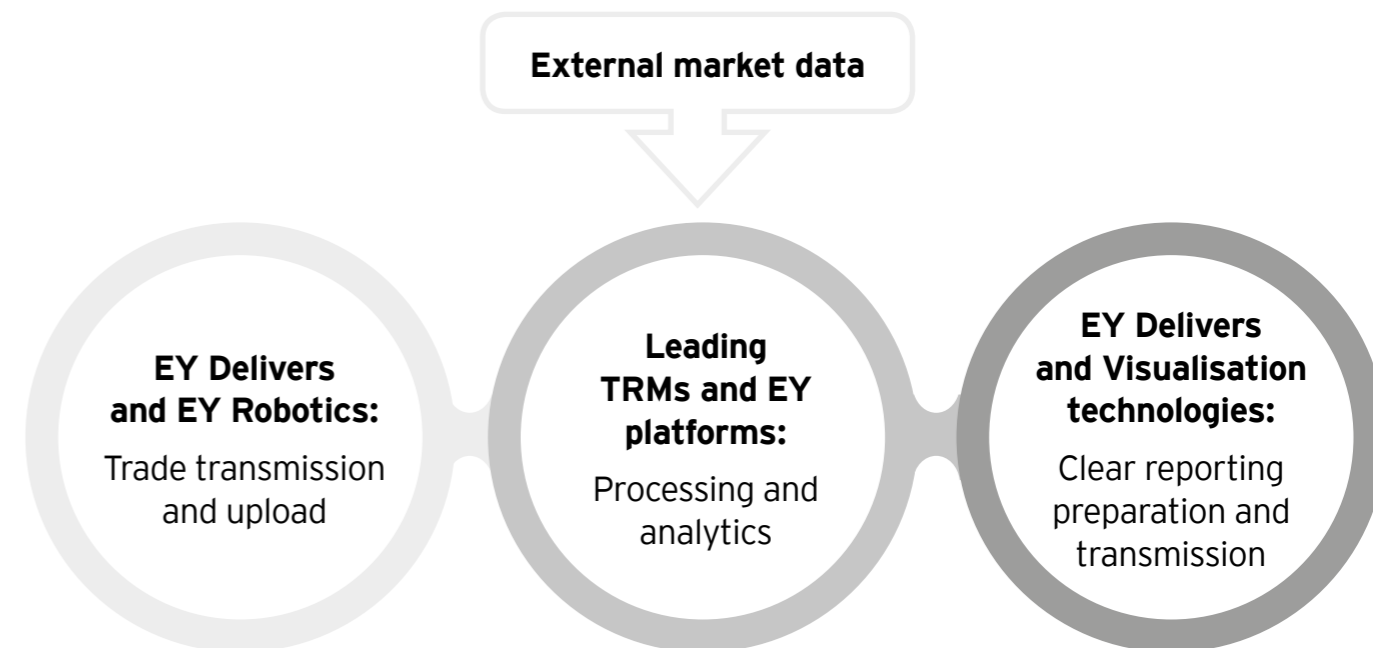 External market data
EY Delivers
and EY Robotics:
Trade transmission
and upload
Leading
TRMs and EY
platforms:
Processing and
analytics
EY Delivers
and Visualisation
technologies:
Clear reporting
preparation and
transmission